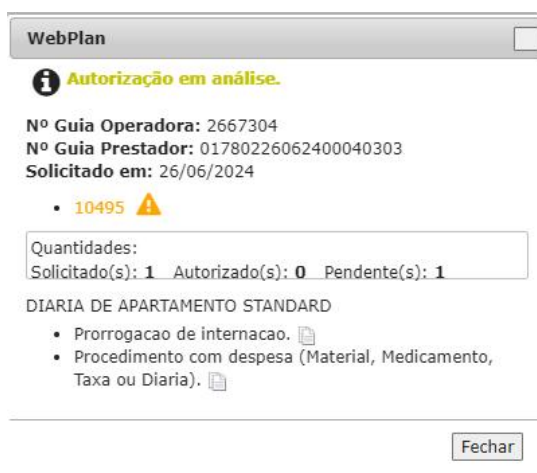 WebPlan
Autorização em análise.
Nº Guia Operadora: 2667304
Nº Guia Prestador: 01780226062400040303
Solicitado em: 26/06/2024
• 10495
Quantidades:
Solicitado(s): 1 Autorizado(s): 0 Pendente(s): 1
DIARIA DE APARTAMENTO STANDARD
• Prorrogacao de internacao.
• Procedimento com despesa (Material, Medicamento,
Taxa ou Diaria).
Fechar